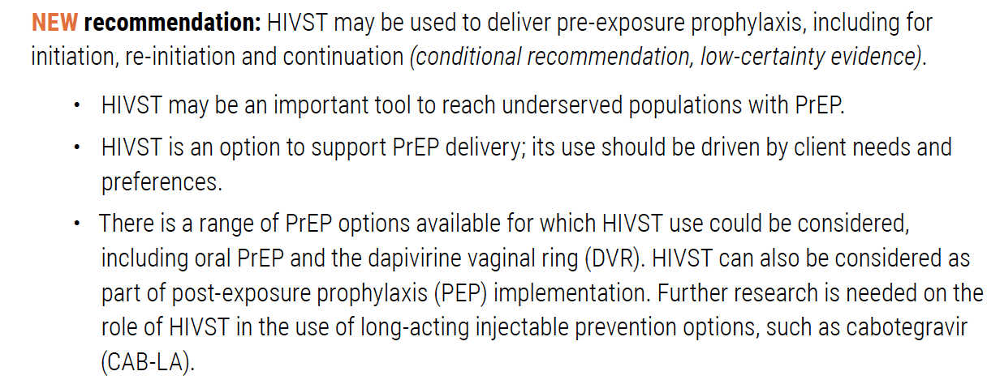 NEW recommendation: HIVST may be used to deliver pre-exposure prophylaxis, including for
initiation, re-initiation and continuation (conditional recommendation, low-certainty evidence).
• HIVST may be an important tool to reach underserved populations with PrEP.
• HIVST is an option to support PrEP delivery; its use should be driven by client needs and
preferences.
• There is a range of PrEP options available for which HIVST use could be considered,
including oral PrEP and the dapivirine vaginal ring (DVR). HIVST can also be considered as
part of post-exposure prophylaxis (PEP) implementation. Further research is needed on the
role of HIVST in the use of long-acting injectable prevention options, such as cabotegravir
(CAB-LA).